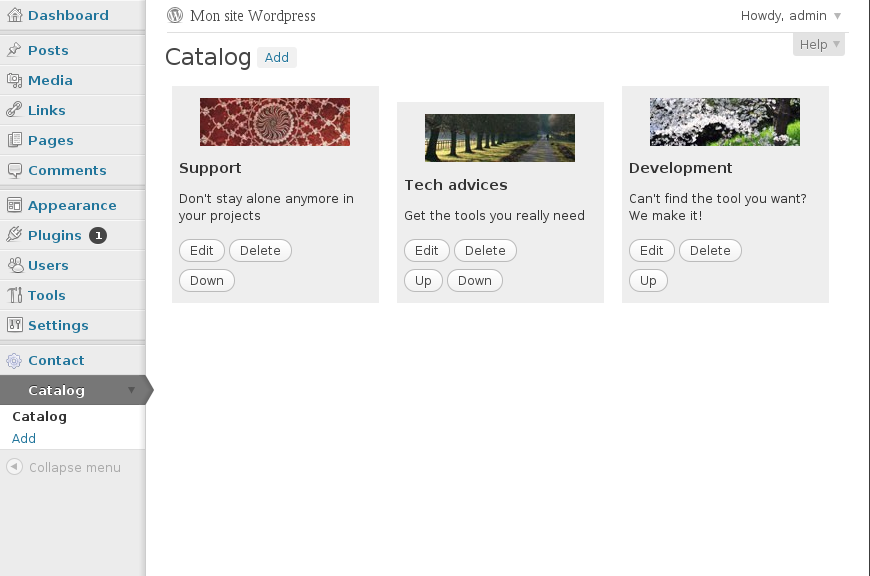 Dashboard
Posts
Media
Links
Pages
Comments
Appearance
Plugins 1
Users
Tools
Settings
Contact
Catalog
Catalog
Add
Collapse menu
Mon site Wordpress
Howdy, admin
Help
Catalog Add
Support
Don't stay alone anymore in
your projects
Edit Delete
Down
Tech advices
Get the tools you really need
Edit Delete
Up Down
Development
Can't find the tool you want?
We make it!
Edit Delete
Up